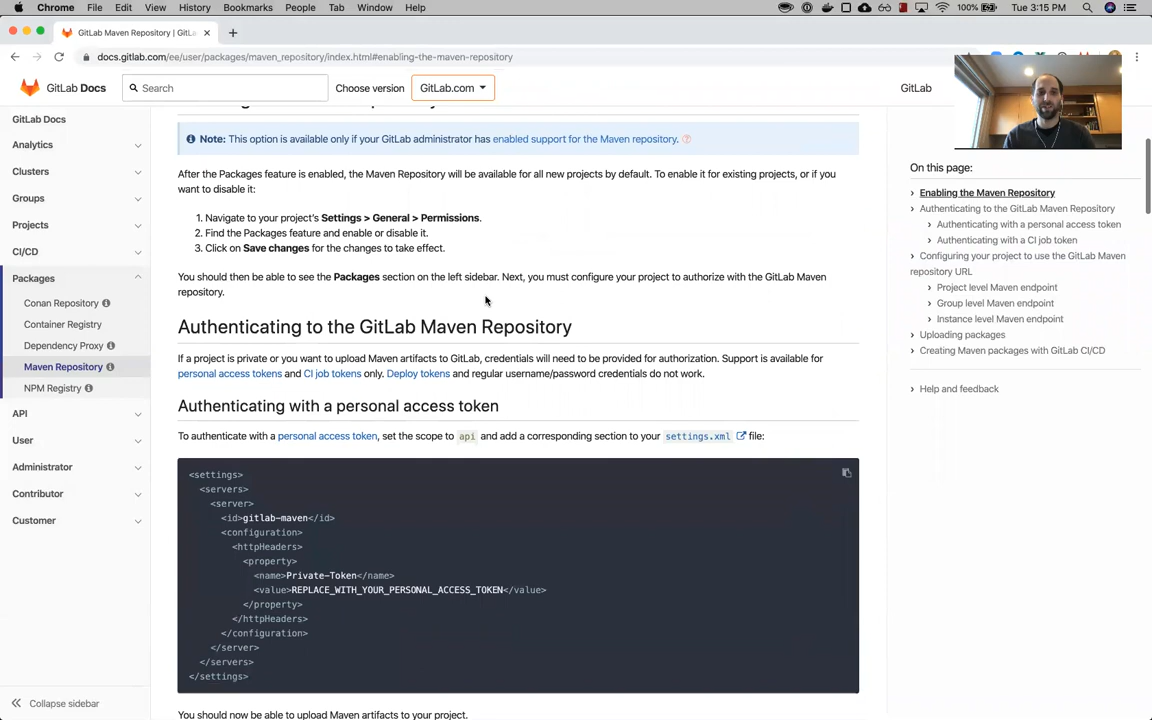 Chrome File Edit View History Bookmarks People Tab Window Help
100% Tue 3:15 PM
GitLab Maven Repository | GitL
docs.gitlab.com/ee/user/packages/maven_repository/index.html#enabling-the-maven-repository
GitLab Docs
Search
Choose version
GitLab.com
GitLab
GitLab Docs
Analytics
Clusters
Groups
Projects
CI/CD
Packages
Conan Repository
Container Registry
Dependency Proxy
Maven Repository
NPM Registry
API
User
Administrator
Contributor
Customer
Collapse sidebar
Note: This option is available only if your GitLab administrator has enabled support for the Maven repository.
After the Packages feature is enabled, the Maven Repository will be available for all new projects by default. To enable it for existing projects, or if you
want to disable it:
1. Navigate to your project's Settings > General > Permissions.
2. Find the Packages feature and enable or disable it.
3. Click on Save changes for the changes to take effect.
You should then be able to see the Packages section on the left sidebar. Next, you must configure your project to authorize with the GitLab Maven
repository.
Authenticating to the GitLab Maven Repository
If a project is private or you want to upload Maven artifacts to GitLab, credentials will need to be provided for authorization. Support is available for
personal access tokens and CI job tokens only. Deploy tokens and regular username/password credentials do not work.
Authenticating with a personal access token
To authenticate with a personal access token, set the scope to api and add a corresponding section to your settings.xml file:
<settings>
<servers>
<server>
<id>gitlab-maven</id>
<configuration>
<httpHeaders>
<property>
<name>Private-Token</name>
<value>REPLACE_WITH_YOUR_PERSONAL_ACCESS_TOKEN</value>
</property>
</httpHeaders>
</configuration>
</server>
</servers>
</settings>
You should now be able to upload Maven artifacts to your project.
On this page:
Enabling the Maven Repository
Authenticating to the GitLab Maven Repository
Authenticating with a personal access token
Authenticating with a CI job token
Configuring your project to use the GitLab Maven
repository URL
Project level Maven endpoint
Group level Maven endpoint
Instance level Maven endpoint
Uploading packages
Creating Maven packages with GitLab CI/CD
Help and feedback